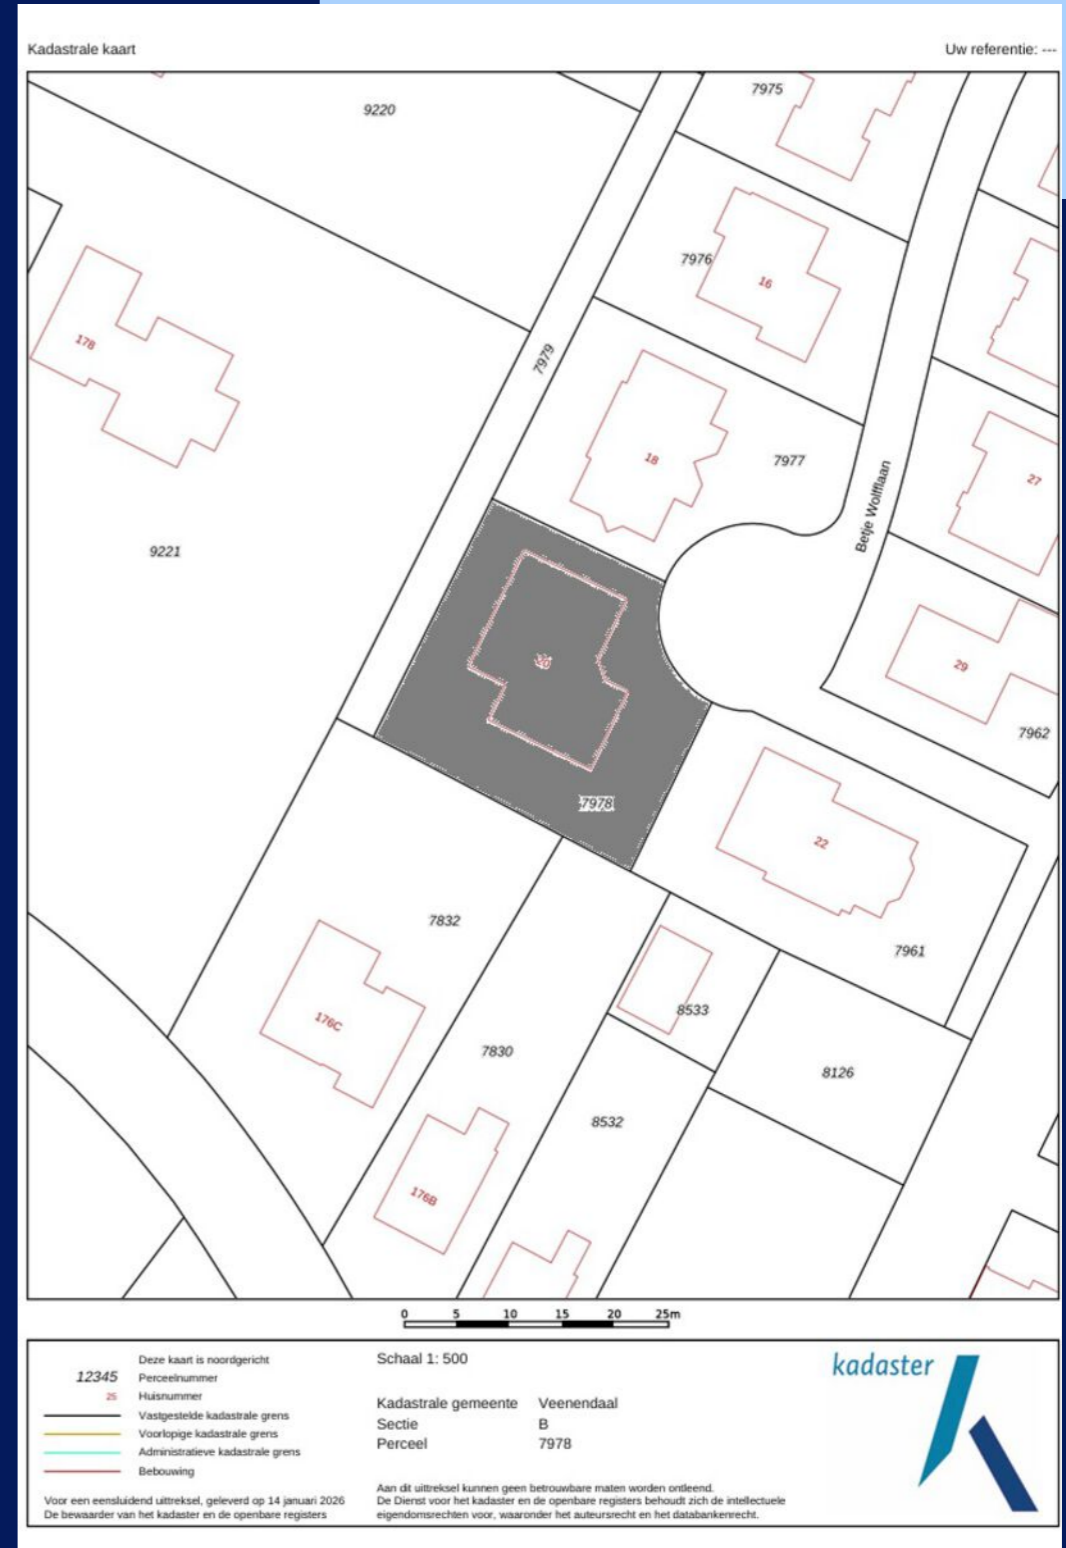 Kadastrale kaart
Uw referentie: ---
9220
7975
7976
16
178
7979
18
7977
27
Betje Wolfflaan
9221
20
29
7962
7978
22
7832
7961
176C
8533
7830
8126
8532
176B
0 5 10 15 20 25m
Deze kaart is noordgericht
12345 Perceelnummer
25 Huisnummer
Vastgestelde kadastrale grens
Voorlopige kadastrale grens
Administratieve kadastrale grens
Bebouwing
Voor een eensluidend uittreksel, geleverd op 14 januari 2026
De bewaarder van het kadaster en de openbare registers
Schaal 1: 500
Kadastrale gemeente Veenendaal
Sectie B
Perceel 7978
Aan dit uittreksel kunnen geen betrouwbare maten worden ontleend.
De Dienst voor het kadaster en de openbare registers behoudt zich de intellectuele
eigendomsrechten voor, waaronder het auteursrecht en het databankenrecht.
kadaster